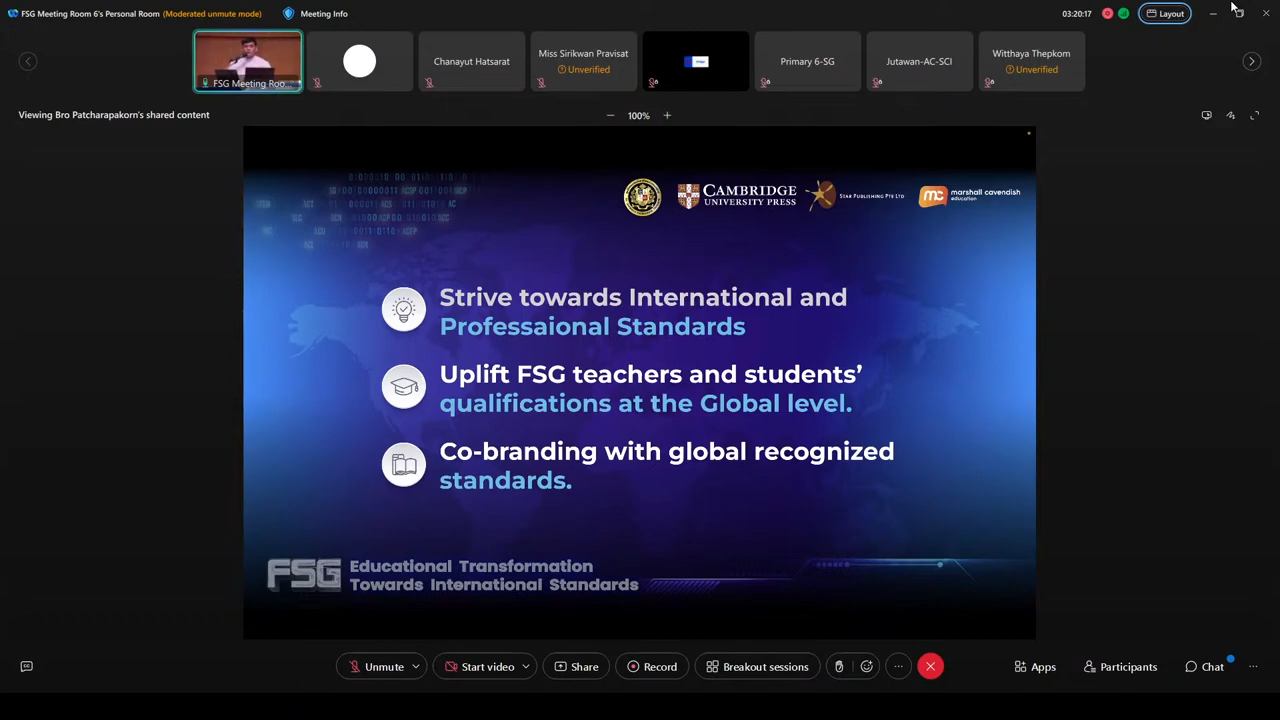 FSG Meeting Room 6's Personal Room (Moderated unmute mode)
Meeting Info
03:20:17
Layout
FSG Meeting Roo...
Chanayut Hatsarat
Miss Sirikwan Pravisat
Unverified
Primary 6-SG
Jutawan-AC-SCI
Witthaya Thepkom
Unverified
Viewing Bro Patcharapakorn's shared content
100%
CAMBRIDGE
UNIVERSITY PRESS
STAR PUBLISHING PTE LTD
mc marshall cavendish
education
Strive towards International and
Professaional Standards
Uplift FSG teachers and students'
qualifications at the Global level.
Co-branding with global recognized
standards.
FSG Educational Transformation
Towards International Standards
Unmute
Start video
Share
Record
Breakout sessions
Apps
Participants
Chat